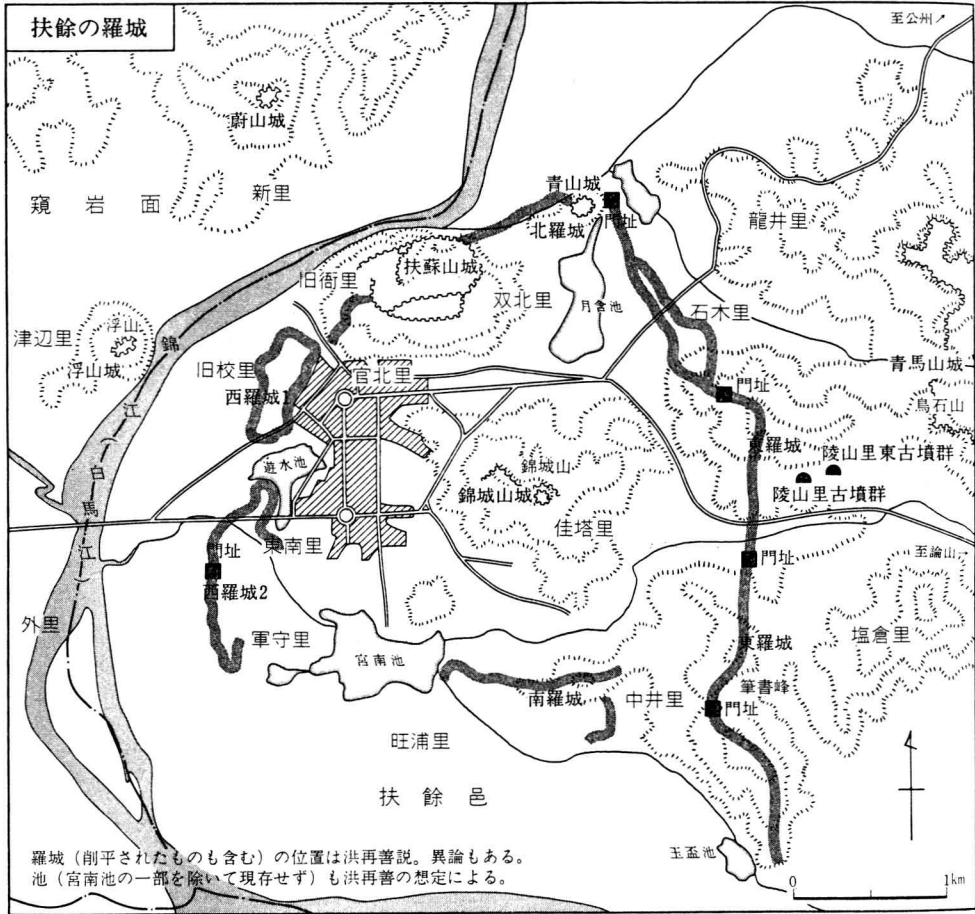 扶餘の羅城
至公州
蔚山城
窺岩面
新里
青山城
門址
北羅城
龍井里
扶蘇山城
旧衙里
双北里
月含池
石木里
津辺里
浮山
浮山城
錦江(白馬江)
旧校里
官北里
青馬山城
西羅城1
門址
烏石山
東羅城
陵山里東古墳群
遊水池
錦城山
錦城山城
陵山里古墳群
佳塔里
門址
東南里
門址
至論山
西羅城2
外里
軍守里
塩倉里
宮南池
東羅城
南羅城
中井里
筆書峰
門址
旺浦里
扶餘邑
羅城(削平されたものも含む)の位置は洪再善説。異論もある。
池(宮南池の一部を除いて現存せず)も洪再善の想定による。
玉盃池
0 1km